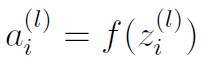 a_i^{(l)} = f(z_i^{(l)})